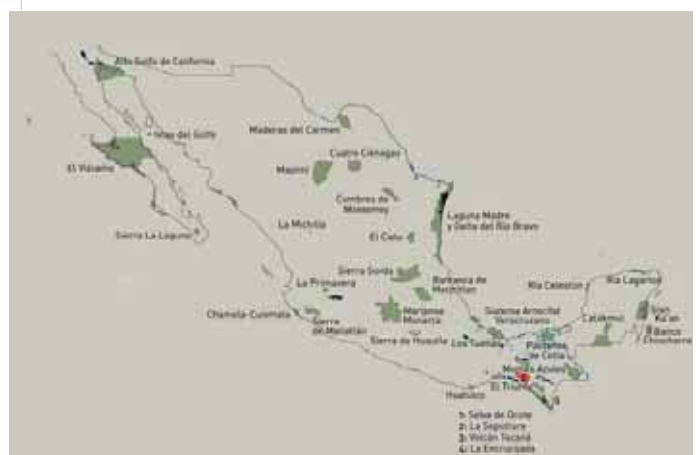 Alto Golfo de California
Maderas del Carmen
Islas del Golfo
Cuatro Ciénegas
Mapimí
El Vizcaíno
Cumbres de
Monterrey
Laguna Madre
y Delta del Río Bravo
La Michilía
Sierra La Laguna
El Cielo
Sierra Gorda
La Primavera
Barranca de
Metztitlán
Ría Celestún
Ría Lagartos
Chamela-Cuixmala
Sierra
de Manantlán
Mariposa
Monarca
Sistema Arrecifal
Veracruzano
Calakmul
Sian
Ka'an
Banco
Chinchorro
Sierra de Huautla
Los Tuxtlas
Pantanos
de Centla
Montes Azules
El Triunfo
Huatulco
1: Selva de Ocote
2: La Sepultura
3: Volcán Tacaná
4: La Encrucijada